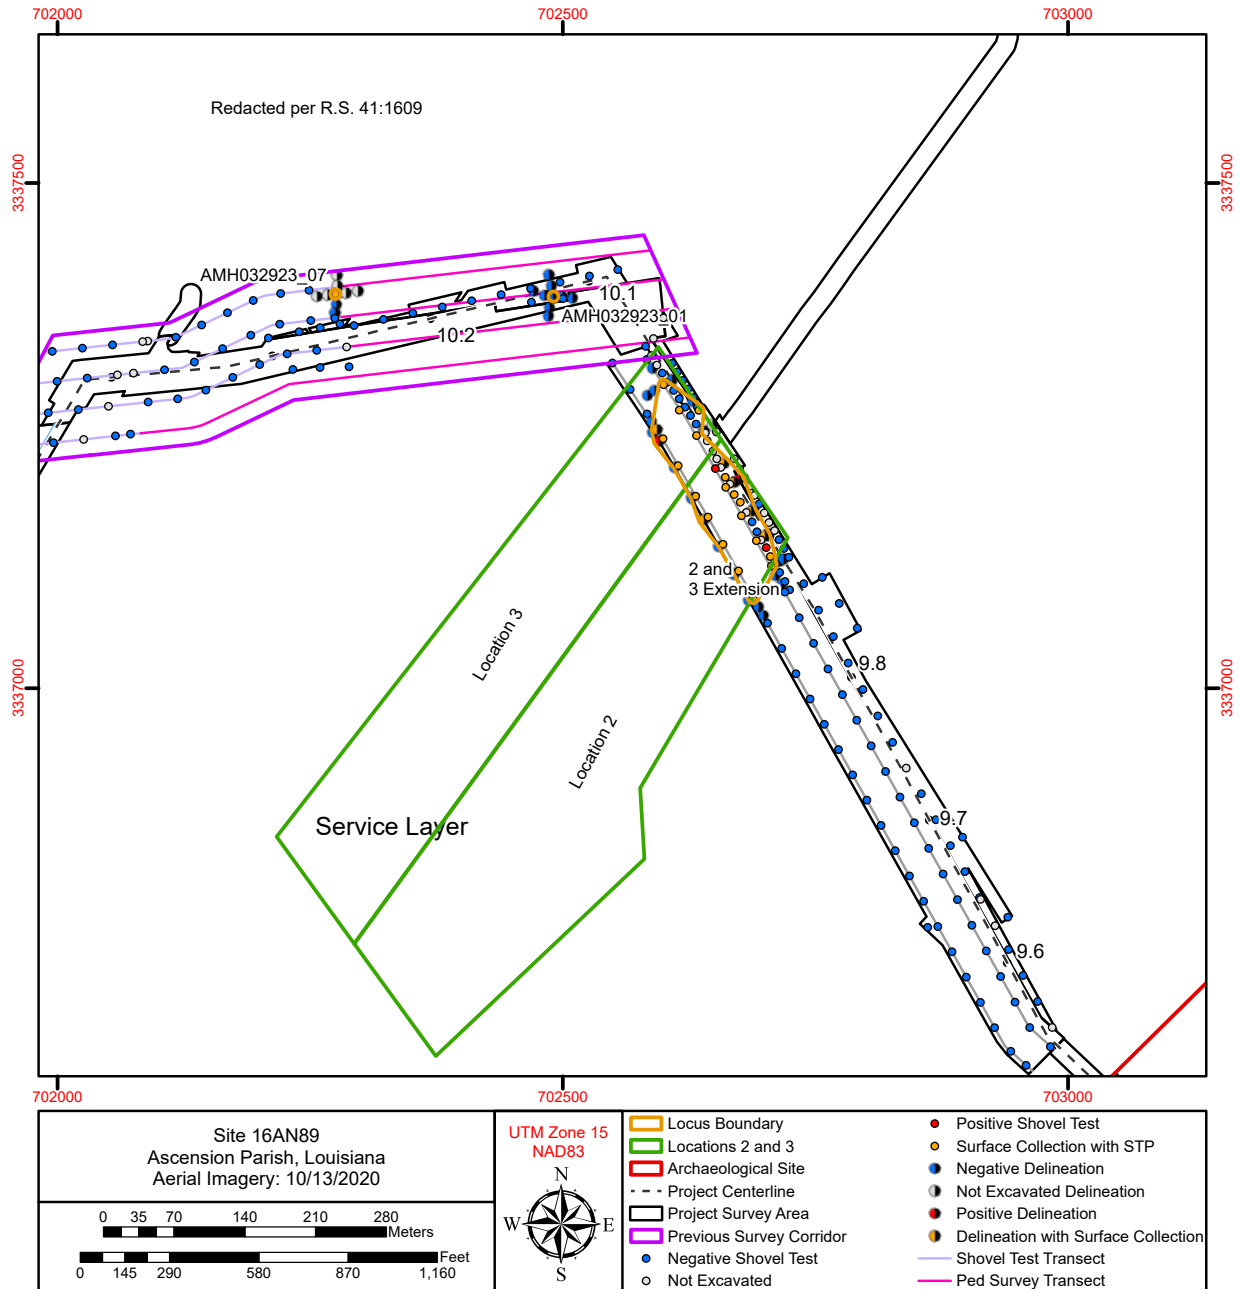 702000
702500
703000
Redacted per R.S. 41:1609
3337500
3337500
AMH032923_07
10.1
AMH032923_01
10.2
2 and
3 Extension
Location 3
9.8
3337000
3337000
Location 2
Service Layer
9.7
9.6
702000
702500
703000
Site 16AN89
Ascension Parish, Louisiana
Aerial Imagery: 10/13/2020
0 35 70 140 210 280
Meters
Feet
0 145 290 580 870 1,160
UTM Zone 15
NAD83
N
W E
S
Locus Boundary
Locations 2 and 3
Archaeological Site
Project Centerline
Project Survey Area
Previous Survey Corridor
Negative Shovel Test
Not Excavated
Positive Shovel Test
Surface Collection with STP
Negative Delineation
Not Excavated Delineation
Positive Delineation
Delineation with Surface Collection
Shovel Test Transect
Ped Survey Transect